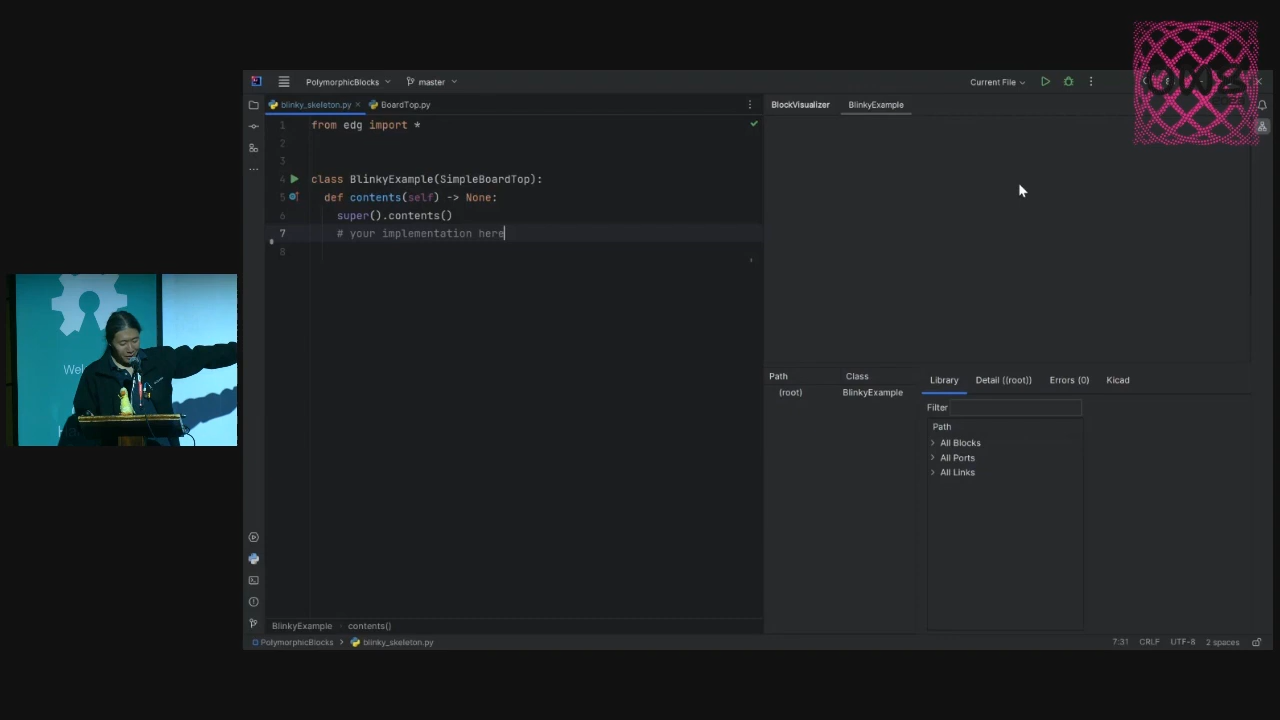 PolymorphicBlocks
master
Current File
blinky_skeleton.py
BoardTop.py
1 from edg import *
2
3
4 class BlinkyExample(SimpleBoardTop):
5 def contents(self) -> None:
6 super().contents()
7 # your implementation here
8
BlockVisualizer BlinkyExample
Path Class
(root) BlinkyExample
Library Detail ((root)) Errors (0) Kicad
Filter
Path
All Blocks
All Ports
All Links
BlinkyExample contents()
PolymorphicBlocks > blinky_skeleton.py
7:31 CRLF UTF-8 2 spaces